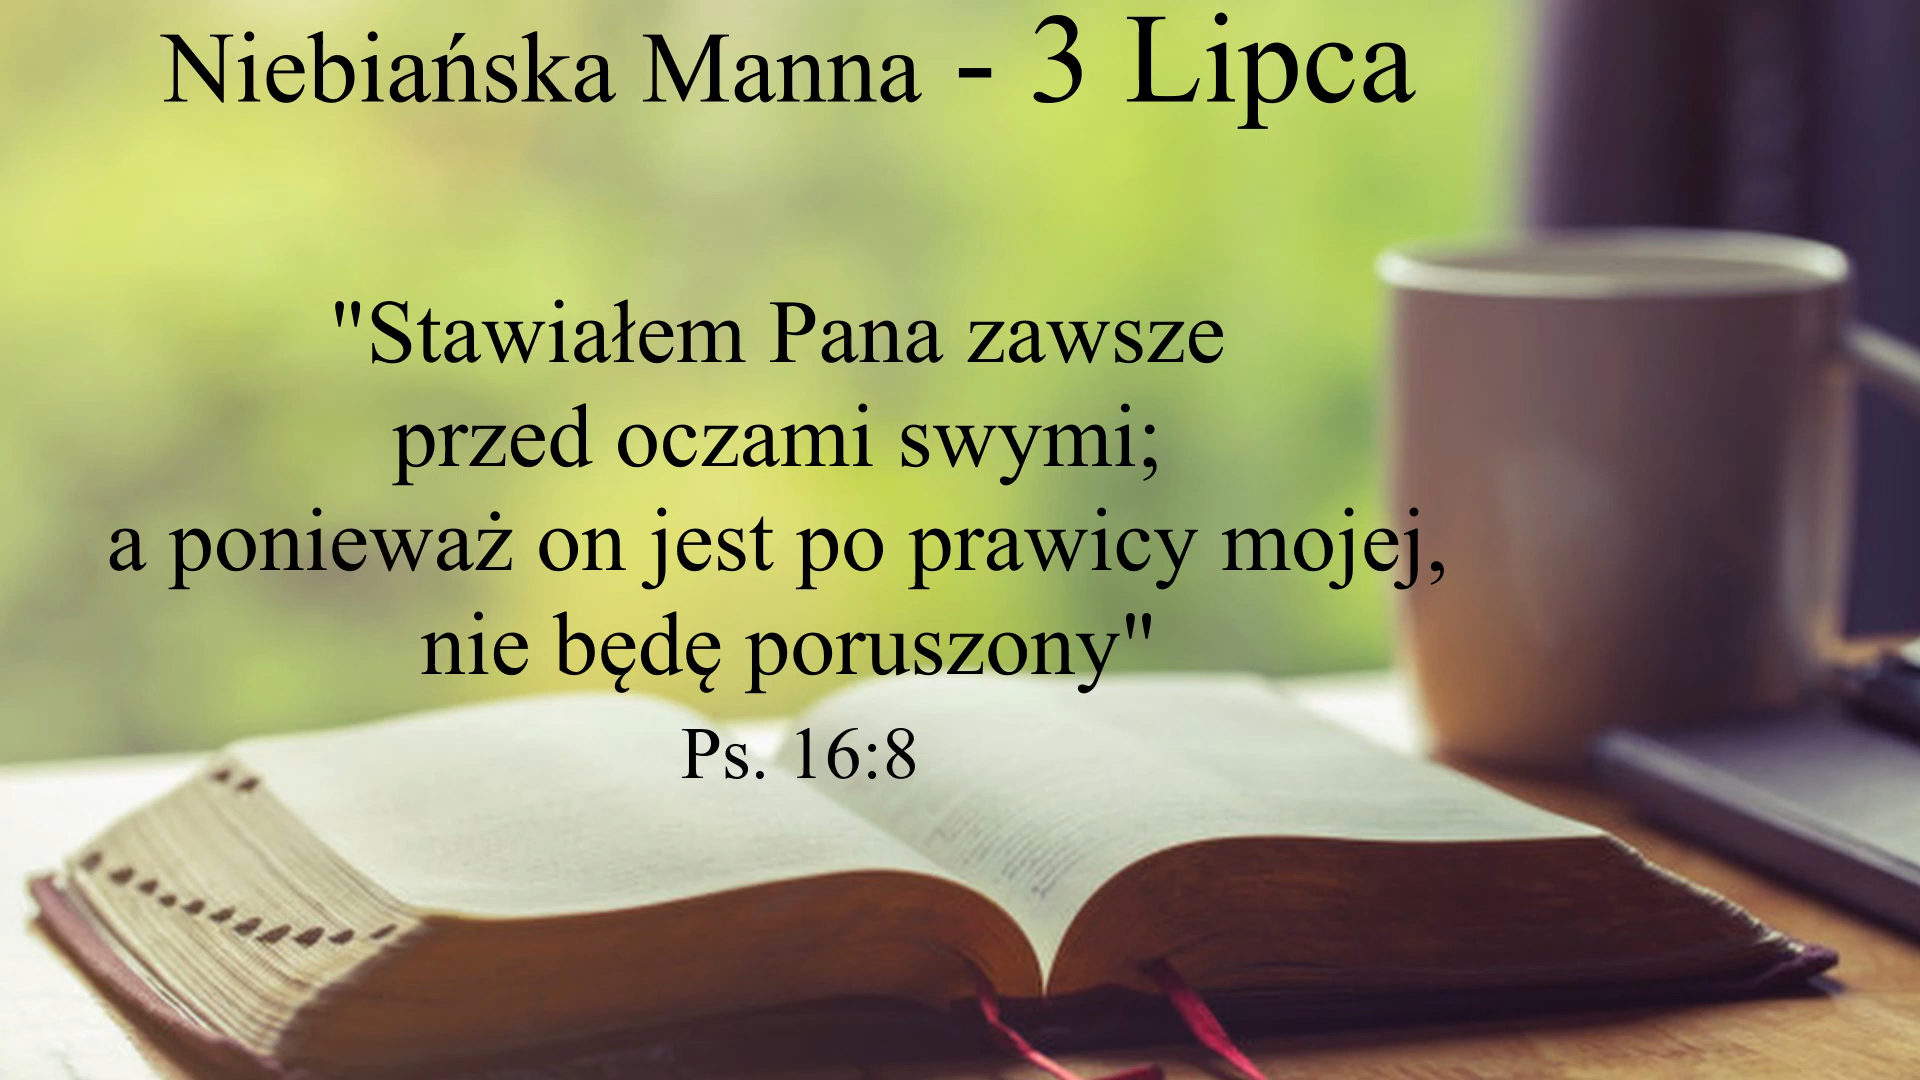 Niebiańska Manna - 3 Lipca
"Stawiałem Pana zawsze
przed oczami swymi;
a ponieważ on jest po prawicy mojej,
nie będę poruszony"
Ps. 16:8